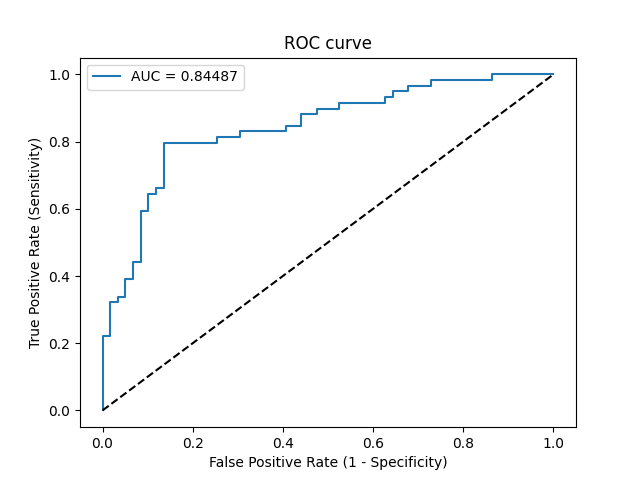 ROC curve
AUC = 0.84487
1.0
0.8
0.6
0.4
0.2
0.0
True Positive Rate (Sensitivity)
0.0 0.2 0.4 0.6 0.8 1.0
False Positive Rate (1 - Specificity)